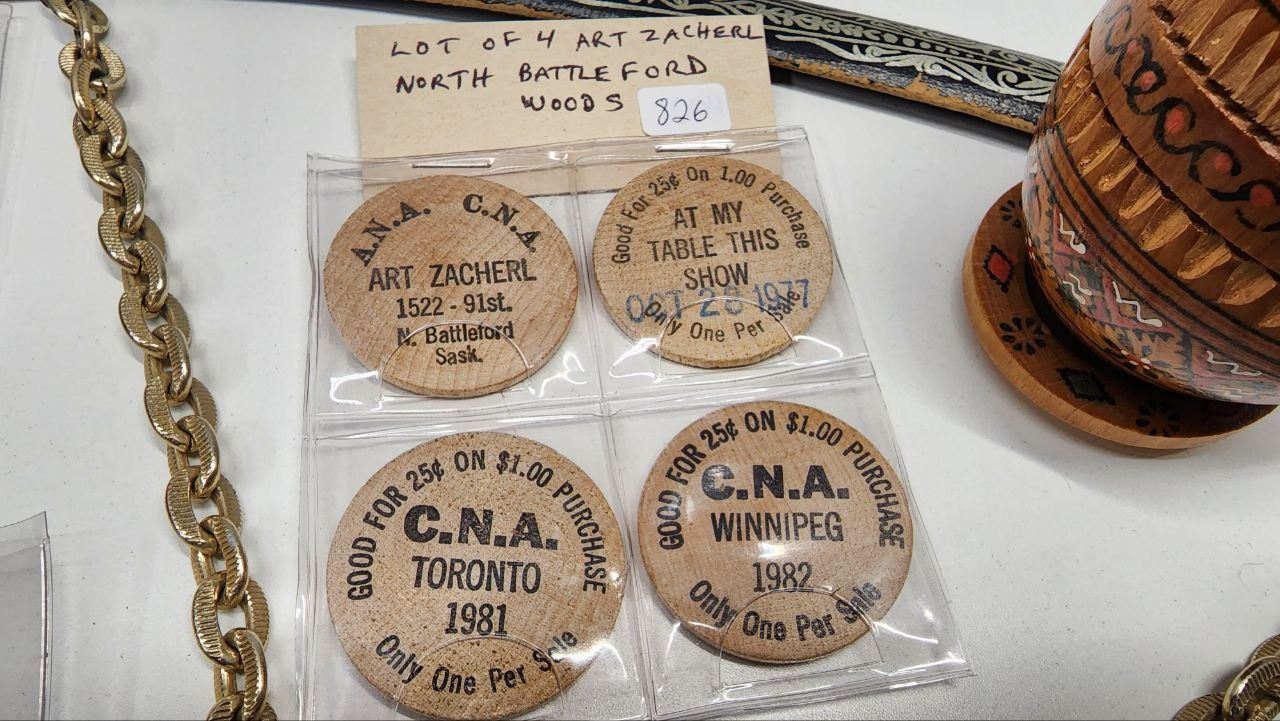 LOT OF 4 ART ZACHERL
NORTH BATTLEFORD
WOODS
826
A.N.A. C.N.A.
ART ZACHERL
1522 - 91st.
N. Battleford
Sask.
Good For 25¢ On 1.00 Purchase
AT MY
TABLE THIS
SHOW
OCT 28 1977
Only One Per Sale
GOOD FOR 25¢ ON $1.00 PURCHASE
C.N.A.
TORONTO
1981
Only One Per Sale
GOOD FOR 25¢ ON $1.00 PURCHASE
C.N.A.
WINNIPEG
1982
Only One Per Sale